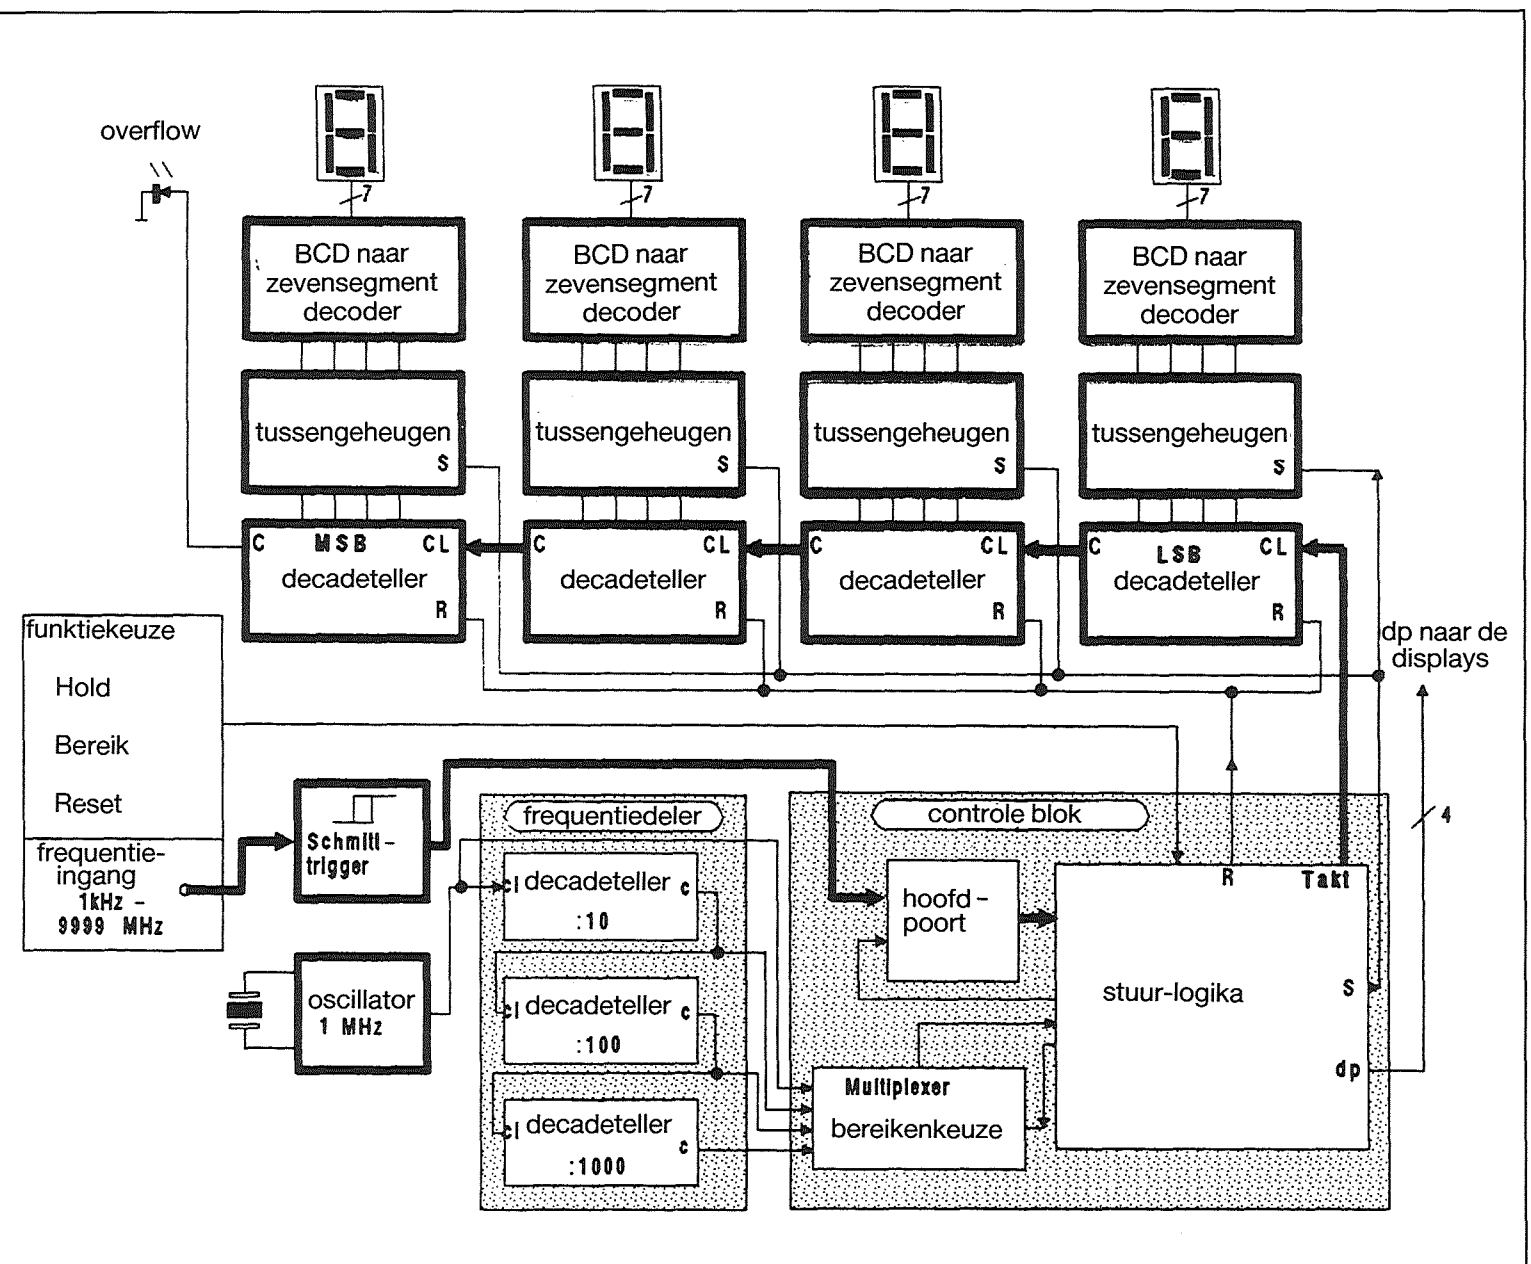 overflow
7
7
7
7
BCD naar
zevensegment
decoder
BCD naar
zevensegment
decoder
BCD naar
zevensegment
decoder
BCD naar
zevensegment
decoder
tussengeheugen
S
tussengeheugen
S
tussengeheugen
S
tussengeheugen
S
C MSB CL
decadeteller
R
C CL
decadeteller
R
C CL
decadeteller
R
C LSB CL
decadeteller
R
funktiekeuze
Hold
Bereik
Reset
frequentie-
ingang
1kHz -
9999 MHz
dp naar de
displays
4
Schmitt-
trigger
oscillator
1 MHz
frequentiedeler
cl decadeteller c
:10
cl decadeteller c
:100
cl decadeteller c
:1000
controle blok
hoofd-
poort
R Takt
stuur-logika
S
dp
Multiplexer
bereikenkeuze